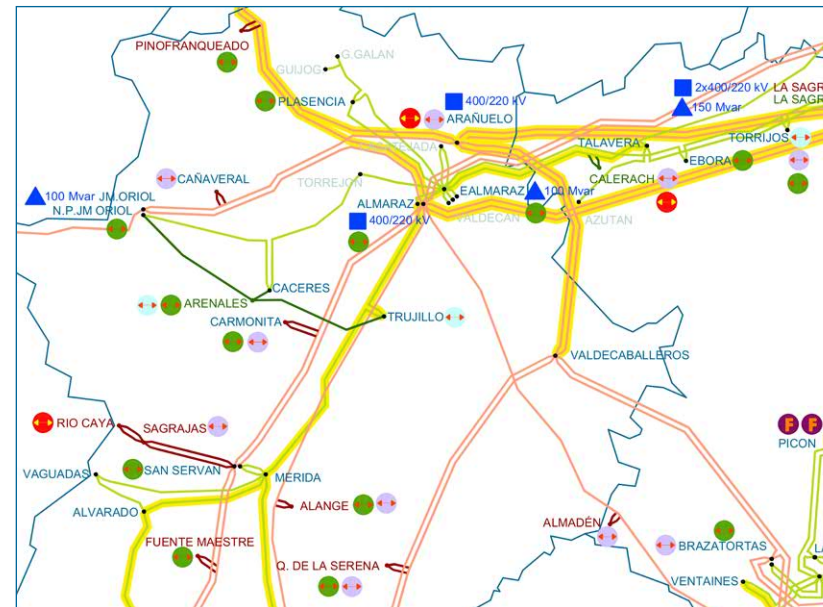 PINOFRANQUEADO
G.GALAN
GUIJOG
PLASENCIA
400/220 kV
ARAÑUELO
2x400/220 kV
LA SAGR
150 Mvar
LA SAGR
TORRIJOS
TALAVERA
EBORA
CALERACH
CAÑAVERAL
TORREJON
100 Mvar
JM.ORIOL
N.P.JM ORIOL
ALMARAZ
EALMARAZ
100 Mvar
VALDECAN
AZUTAN
400/220 kV
CACERES
ARENALES
CARMONITA
TRUJILLO
VALDECABALLEROS
RIO CAYA
SAGRAJAS
F F
PICON
VAGUADAS
SAN SERVAN
MERIDA
ALVARADO
ALANGE
ALMADÉN
FUENTE MAESTRE
Q. DE LA SERENA
BRAZATORTAS
VENTAINES
LA